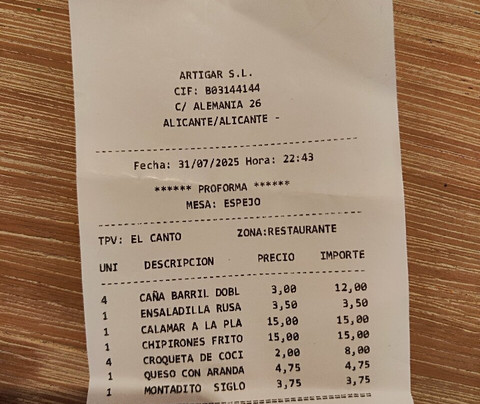 ARTIGAR S.L.
CIF: B03144144
C/ ALEMANIA 26
ALICANTE/ALICANTE -
Fecha: 31/07/2025 Hora: 22:43
****** PROFORMA ******
MESA: ESPEJO
TPV: EL CANTO ZONA:RESTAURANTE
UNI DESCRIPCION PRECIO IMPORTE
4 CAÑA BARRIL DOBL 3,00 12,00
1 ENSALADILLA RUSA 3,50 3,50
1 CALAMAR A LA PLA 15,00 15,00
1 CHIPIRONES FRITO 15,00 15,00
4 CROQUETA DE COCI 2,00 8,00
1 QUESO CON ARANDA 4,75 4,75
1 MONTADITO SIGLO 3,75 3,75